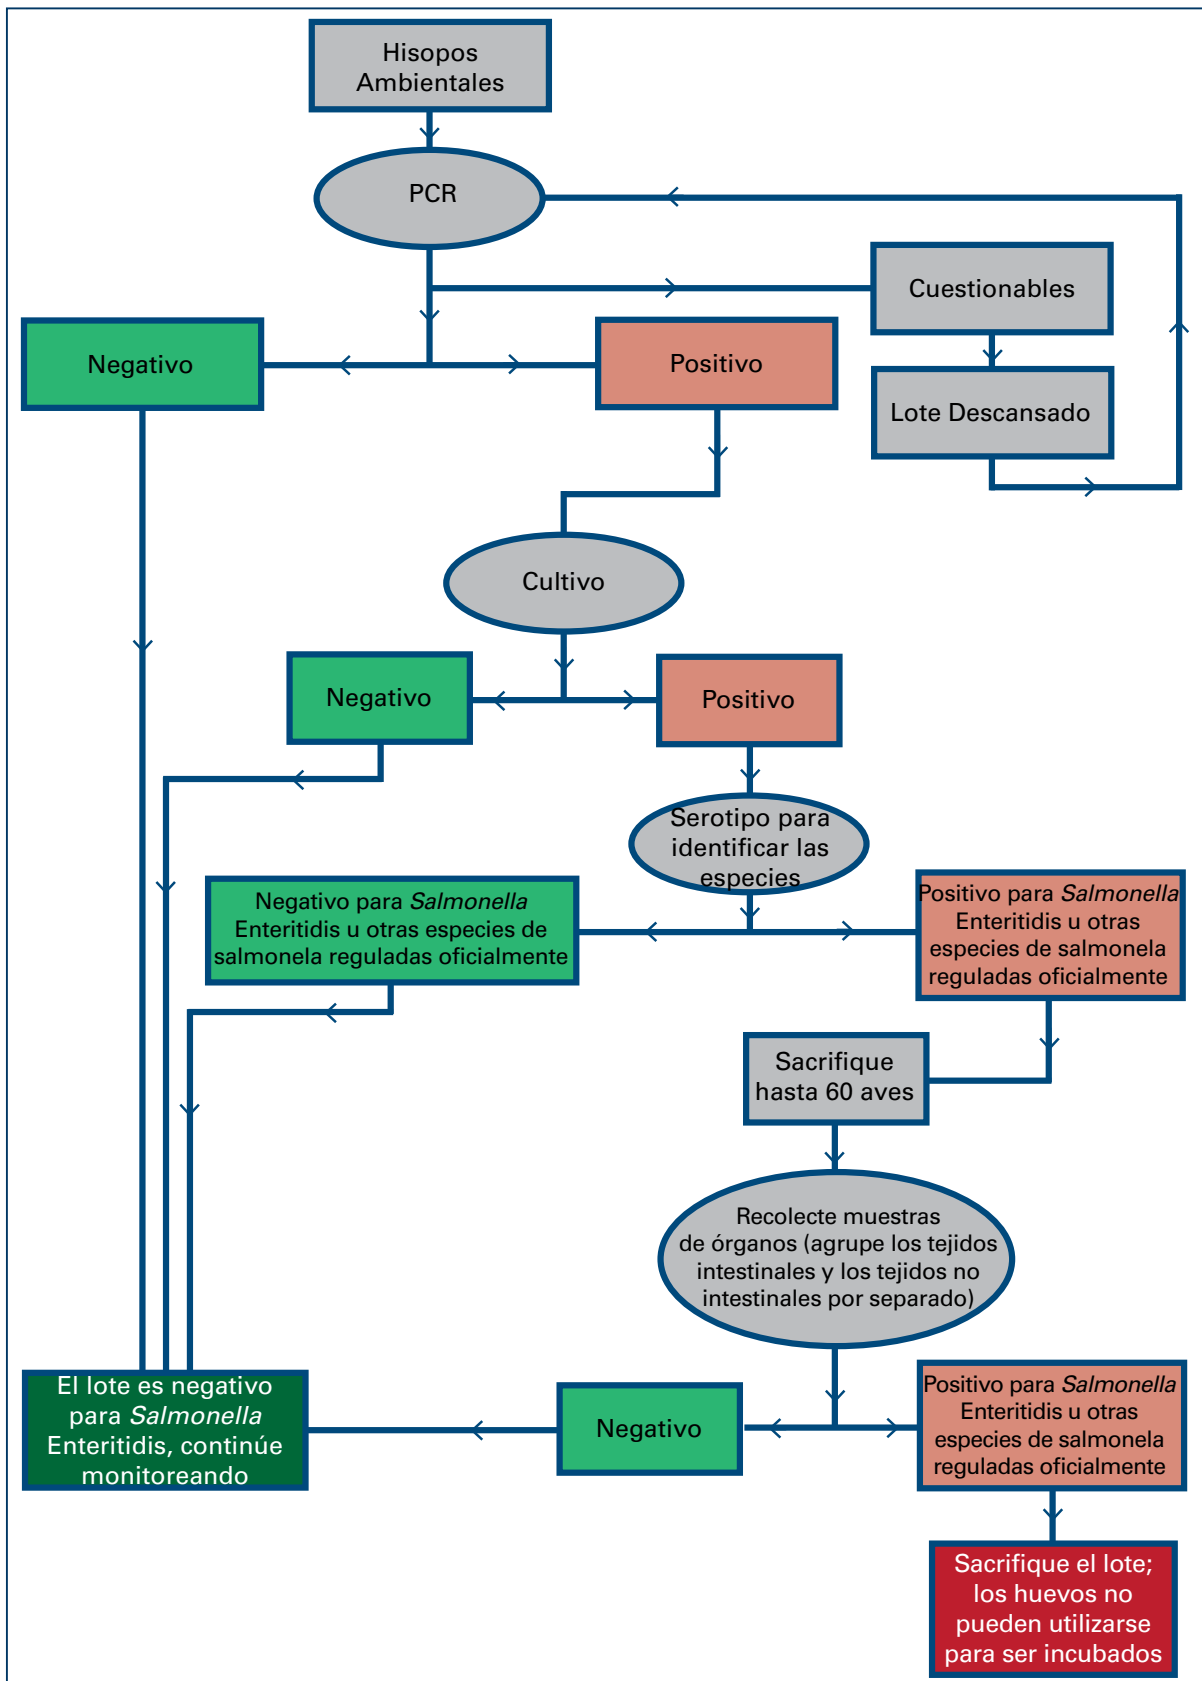 Hisopos
Ambientales
PCR
Cuestionables
Negativo
Positivo
Lote Descansado
Cultivo
Negativo
Positivo
Serotipo para
identificar las
especies
Negativo para Salmonella
Enteritidis u otras especies de
salmonela reguladas oficialmente
Positivo para Salmonella
Enteritidis u otras
especies de salmonela
reguladas oficialmente
Sacrifique
hasta 60 aves
Recolecte muestras
de órganos (agrupe los tejidos
intestinales y los tejidos no
intestinales por separado)
El lote es negativo
para Salmonella
Enteritidis, continúe
monitoreando
Negativo
Positivo para Salmonella
Enteritidis u otras
especies de salmonela
reguladas oficialmente
Sacrifique el lote;
los huevos no
pueden utilizarse
para ser incubados